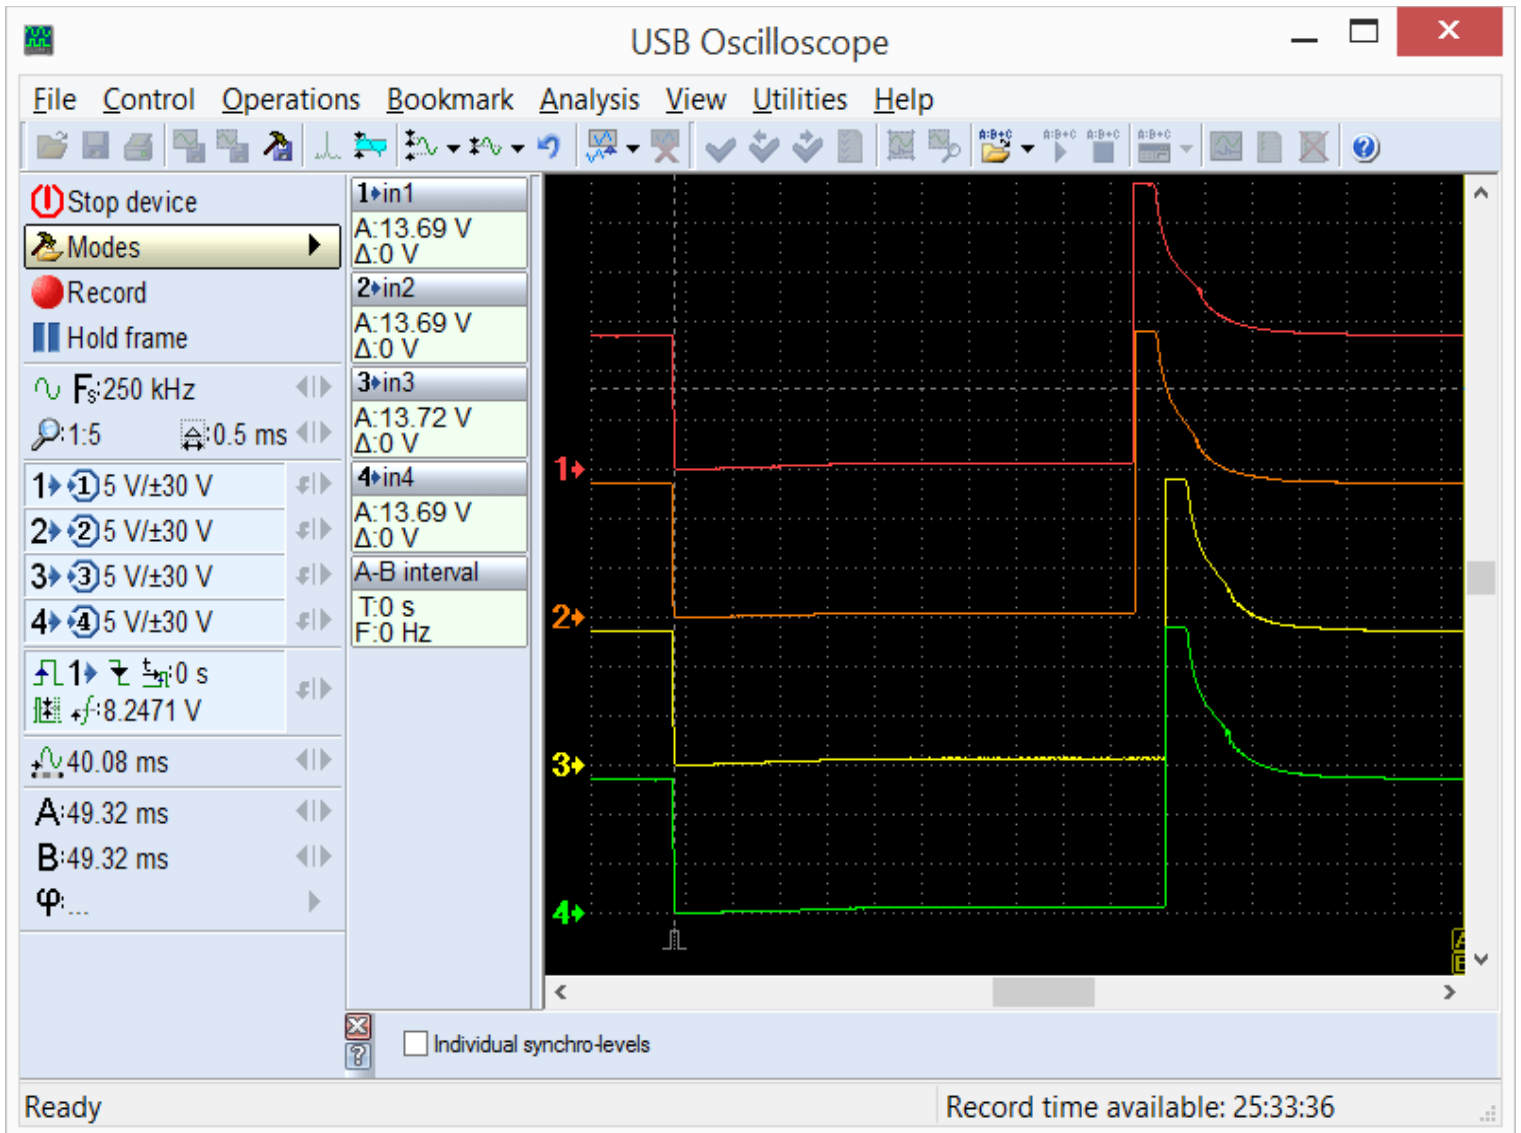 USB Oscilloscope
File Control Operations Bookmark Analysis View Utilities Help
A:B+C A:B+C A:B+C A:B+C
Stop device
Modes
Record
Hold frame
Fs:250 kHz
:1:5 :0.5 ms
1 1 5 V/±30 V
2 2 5 V/±30 V
3 3 5 V/±30 V
4 4 5 V/±30 V
1 t:0 s
f:8.2471 V
40.08 ms
A:49.32 ms
B:49.32 ms
φ:...
1 in1
A:13.69 V
Δ:0 V
2 in2
A:13.69 V
Δ:0 V
3 in3
A:13.72 V
Δ:0 V
4 in4
A:13.69 V
Δ:0 V
A-B interval
T:0 s
F:0 Hz
1
2
3
4
A
B
Individual synchro-levels
Ready
Record time available: 25:33:36